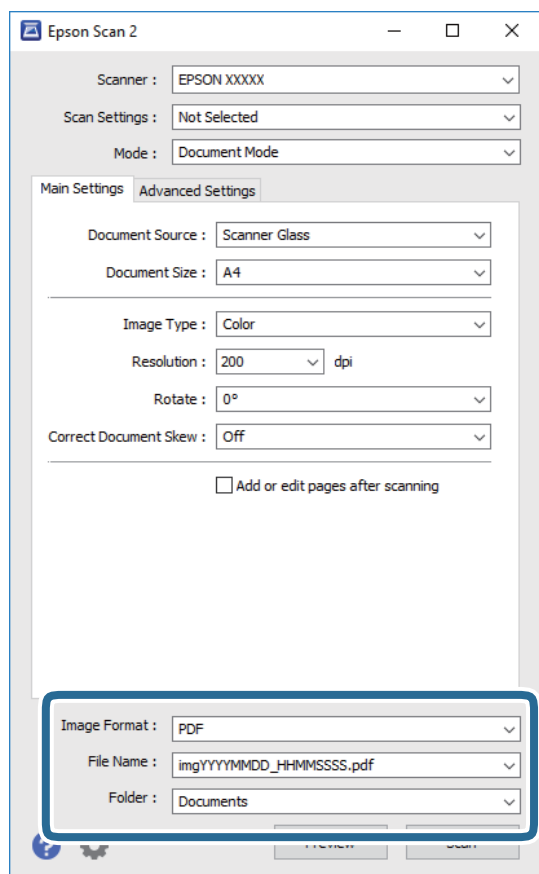 Epson Scan 2
Scanner : EPSON XXXXX
Scan Settings : Not Selected
Mode : Document Mode
Main Settings Advanced Settings
Document Source : Scanner Glass
Document Size : A4
Image Type : Color
Resolution : 200 dpi
Rotate : 0°
Correct Document Skew : Off
Add or edit pages after scanning
Image Format : PDF
File Name : imgYYYYMMDD_HHMMSSSS.pdf
Folder : Documents
? Preview Scan